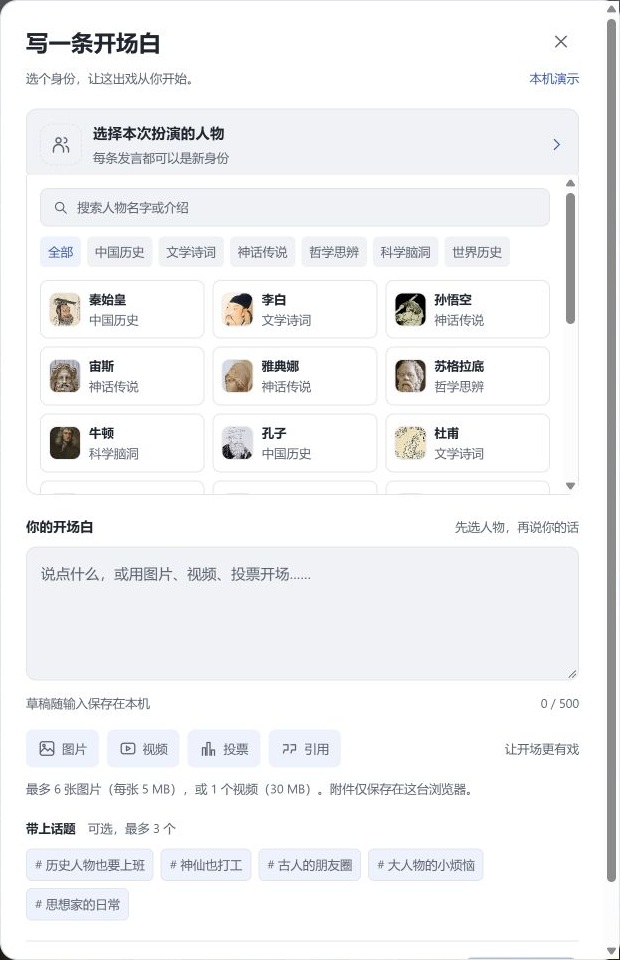 写一条开场白
选个身份，让这出戏从你开始。
本机演示
选择本次扮演的人物
每条发言都可以是新身份
搜索人物名字或介绍
全部 中国历史 文学诗词 神话传说 哲学思辨 科学脑洞 世界历史
秦始皇
中国历史
李白
文学诗词
孙悟空
神话传说
宙斯
神话传说
雅典娜
神话传说
苏格拉底
哲学思辨
牛顿
科学脑洞
孔子
中国历史
杜甫
文学诗词
你的开场白
先选人物，再说你的话
说点什么，或用图片、视频、投票开场……
草稿随输入保存在本机
0 / 500
图片 视频 投票 引用
让开场更有戏
最多 6 张图片（每张 5 MB），或 1 个视频（30 MB）。附件仅保存在这台浏览器。
带上话题 可选，最多 3 个
# 历史人物也要上班 # 神仙也打工 # 古人的朋友圈 # 大人物的小烦恼
# 思想家的日常